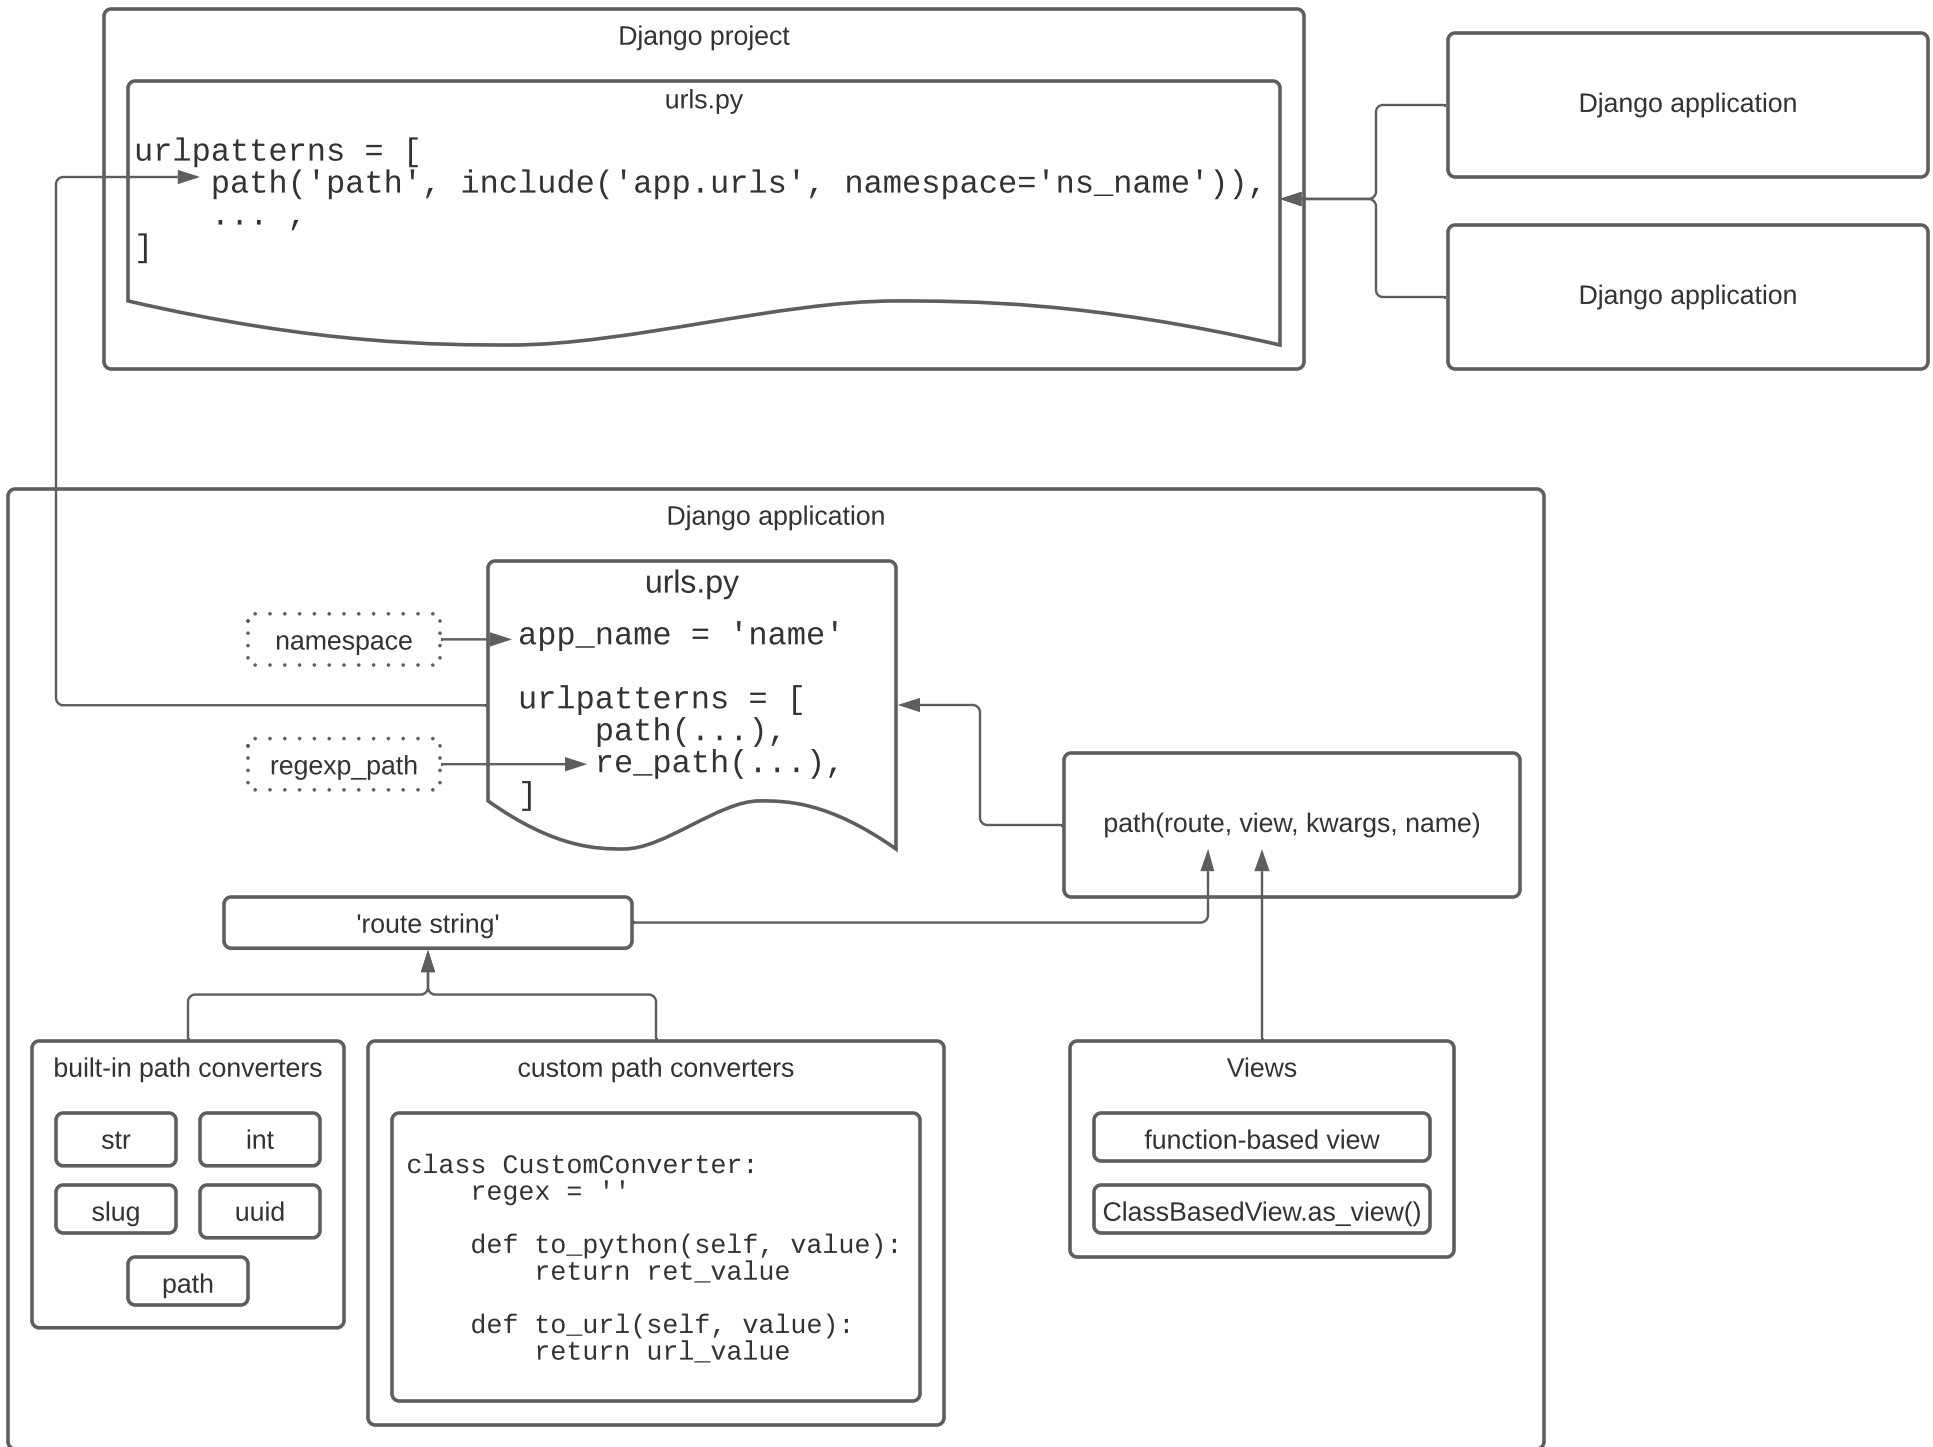 Django project
urls.py
urlpatterns = [
    path('path', include('app.urls', namespace='ns_name')),
    ... ,
]
Django application
Django application
Django application
urls.py
namespace
app_name = 'name'
urlpatterns = [
    path(...),
regexp_path
    re_path(...),
]
path(route, view, kwargs, name)
'route string'
built-in path converters
str
int
slug
uuid
path
custom path converters
class CustomConverter:
    regex = ''
    def to_python(self, value):
        return ret_value
    def to_url(self, value):
        return url_value
Views
function-based view
ClassBasedView.as_view()